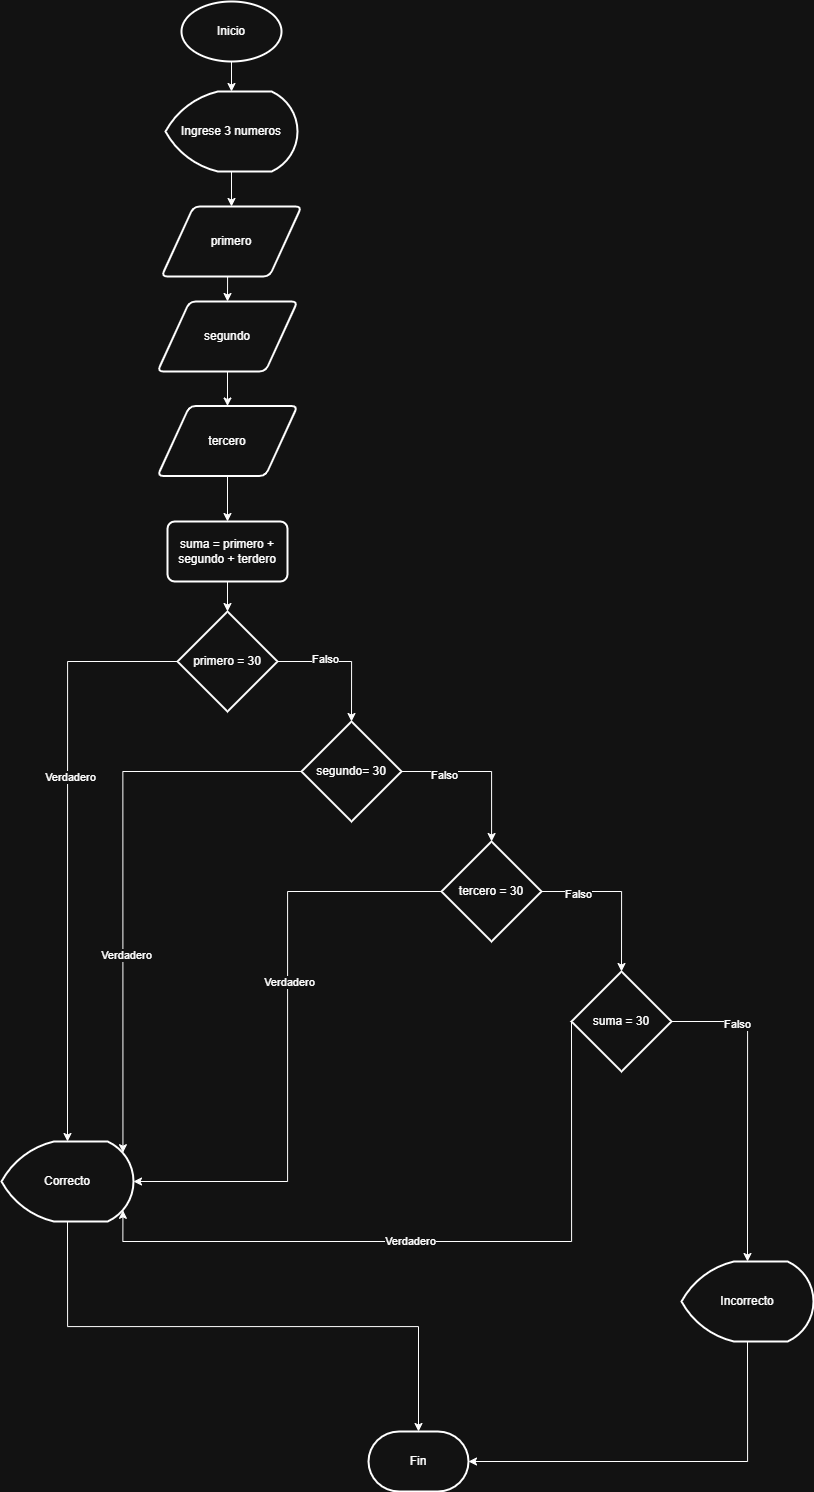 Inicio
Ingrese 3 numeros
primero
segundo
tercero
suma = primero +
segundo + terdero
primero = 30
Falso
Verdadero
segundo= 30
Falso
Verdadero
tercero = 30
Falso
Verdadero
suma = 30
Falso
Verdadero
Correcto
Incorrecto
Fin